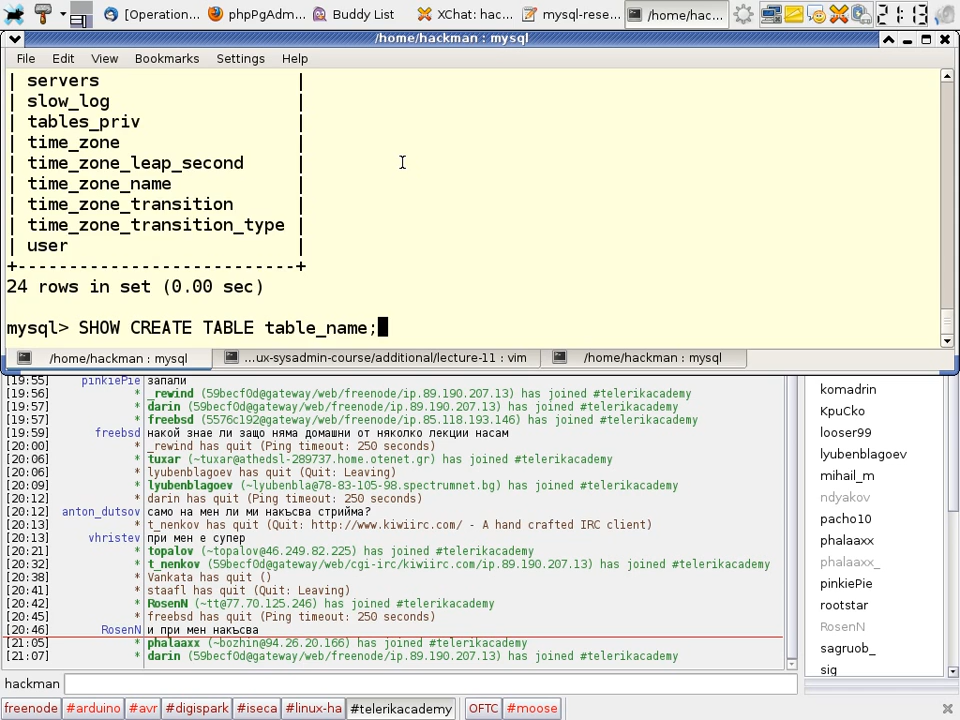 [Operation...
phpPgAdm...
Buddy List
XChat: hac...
mysql-rese...
/home/hac...
21:13
/home/hackman : mysql
File Edit View Bookmarks Settings Help
| servers |
| slow_log |
| tables_priv |
| time_zone |
| time_zone_leap_second |
| time_zone_name |
| time_zone_transition |
| time_zone_transition_type |
| user |
+---------------------------+
24 rows in set (0.00 sec)
mysql> SHOW CREATE TABLE table_name;
/home/hackman : mysql
...ux-sysadmin-course/additional/lecture-11 : vim
/home/hackman : mysql
[19:55] pinkiePie запали
[19:56] * _rewind (59becf0d@gateway/web/freenode/ip.89.190.207.13) has joined #telerikacademy
[19:57] * darin (59becf0d@gateway/web/freenode/ip.89.190.207.13) has joined #telerikacademy
[19:57] * freebsd (5576c192@gateway/web/freenode/ip.85.118.193.146) has joined #telerikacademy
[19:59] freebsd някой знае ли защо няма домашни от няколко лекции насам
[20:00] * _rewind has quit (Ping timeout: 250 seconds)
[20:06] * tuxar (~tuxar@athedsl-289737.home.otenet.gr) has joined #telerikacademy
[20:06] * lyubenblagoev has quit (Quit: Leaving)
[20:09] * lyubenblagoev (~lyubenbla@78-83-105-98.spectrumnet.bg) has joined #telerikacademy
[20:12] * darin has quit (Ping timeout: 250 seconds)
[20:12] anton_dutsov само на мен ли ми накъсва стрийма?
[20:13] * t_nenkov has quit (Quit: http://www.kiwiirc.com/ - A hand crafted IRC client)
[20:13] vhristev при мен е супер
[20:21] * topalov (~topalov@46.249.82.225) has joined #telerikacademy
[20:32] * t_nenkov (59becf0d@gateway/web/cgi-irc/kiwiirc.com/ip.89.190.207.13) has joined #telerikacademy
[20:38] * Vankata has quit ()
[20:41] * staafl has quit (Quit: Leaving)
[20:42] * RosenN (~tt@77.70.125.246) has joined #telerikacademy
[20:45] * freebsd has quit (Ping timeout: 250 seconds)
[20:46] RosenN и при мен накъсва
[21:05] * phalaaxx (~bozhin@94.26.20.166) has joined #telerikacademy
[21:07] * darin (59becf0d@gateway/web/freenode/ip.89.190.207.13) has joined #telerikacademy
komadrin
KpuCko
looser99
lyubenblagoev
mihail_m
ndyakov
pacho10
phalaaxx
phalaaxx_
pinkiePie
rootstar
RosenN
sagruob_
sig
hackman
freenode #arduino #avr #digispark #iseca #linux-ha #telerikacademy OFTC #moose